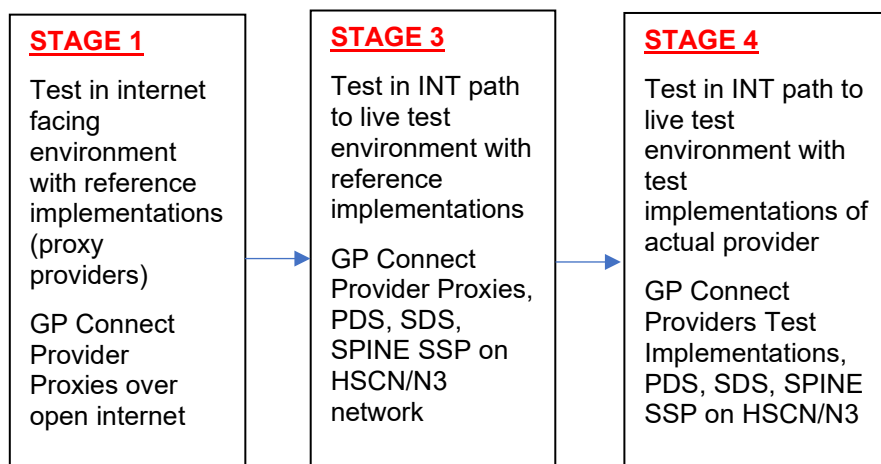 STAGE 1
Test in internet
facing
environment
with reference
implementations
(proxy
providers)
GP Connect
Provider
Proxies over
open internet
STAGE 3
Test in INT path
to live test
environment with
reference
implementations
GP Connect
Provider Proxies,
PDS, SDS,
SPINE SSP on
HSCN/N3
network
STAGE 4
Test in INT path to
live test
environment with
test
implementations of
actual provider
GP Connect
Providers Test
Implementations,
PDS, SDS, SPINE
SSP on HSCN/N3